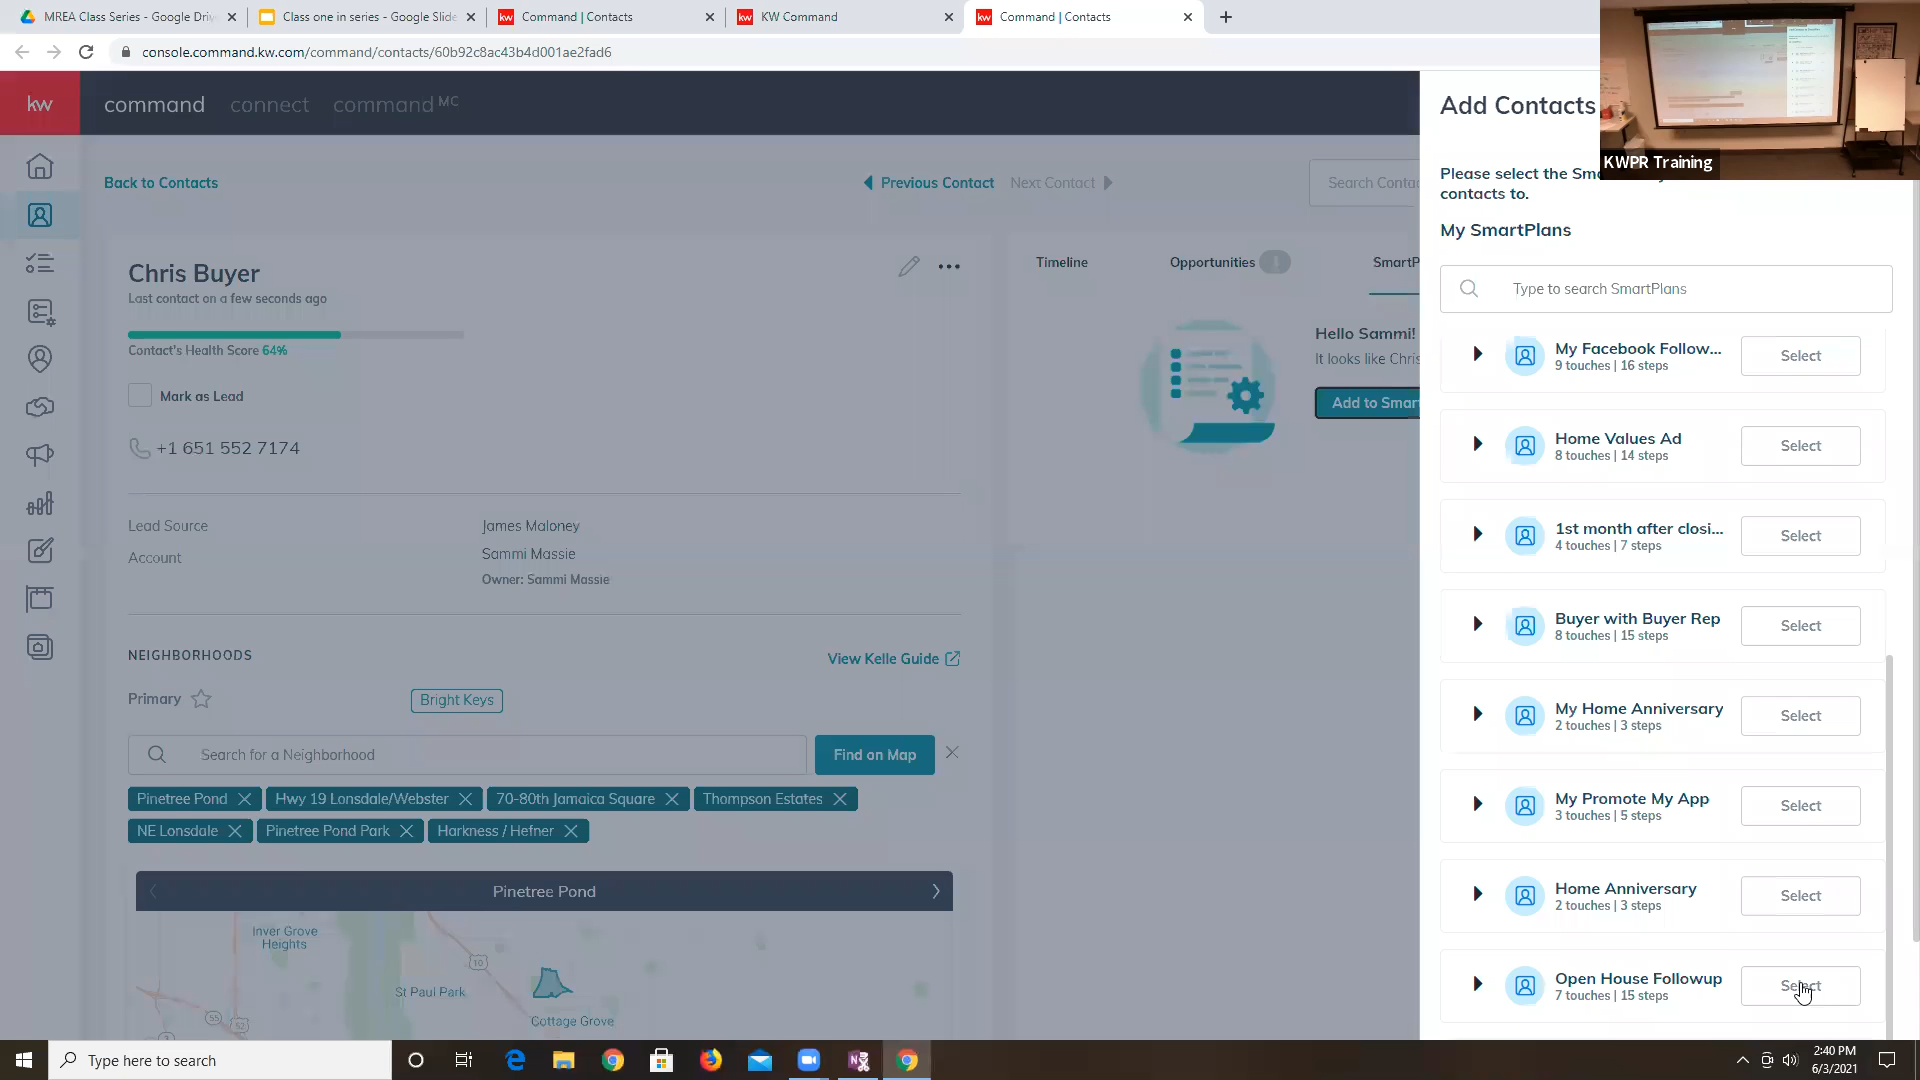 MREA Class Series - Google Driv
Class one in series - Google Slide
Command | Contacts
KW Command
Command | Contacts
console.command.kw.com/command/contacts/60b92c8ac43b4d001ae2fad6
kw
command
connect
command MC
Back to Contacts
Previous Contact
Next Contact
Search Contac
Chris Buyer
Last contact on a few seconds ago
Contact's Health Score 64%
Mark as Lead
+1 651 552 7174
Lead Source
James Maloney
Account
Sammi Massie
Owner: Sammi Massie
NEIGHBORHOODS
View Kelle Guide
Primary
Bright Keys
Search for a Neighborhood
Find on Map
Pinetree Pond
Hwy 19 Lonsdale/Webster
70-80th Jamaica Square
Thompson Estates
NE Lonsdale
Pinetree Pond Park
Harkness / Hefner
Pinetree Pond
Inver Grove
Heights
10
St Paul Park
55
52
Cottage Grove
Timeline
Opportunities
SmartP
Hello Sammi!
It looks like Chris
Add to Smar
Add Contacts
KWPR Training
Please select the Sm
contacts to.
My SmartPlans
Type to search SmartPlans
My Facebook Follow...
9 touches | 16 steps
Select
Home Values Ad
8 touches | 14 steps
Select
1st month after closi...
4 touches | 7 steps
Select
Buyer with Buyer Rep
8 touches | 15 steps
Select
My Home Anniversary
2 touches | 3 steps
Select
My Promote My App
3 touches | 5 steps
Select
Home Anniversary
2 touches | 3 steps
Select
Open House Followup
7 touches | 15 steps
Select
Type here to search
2:40 PM
6/3/2021